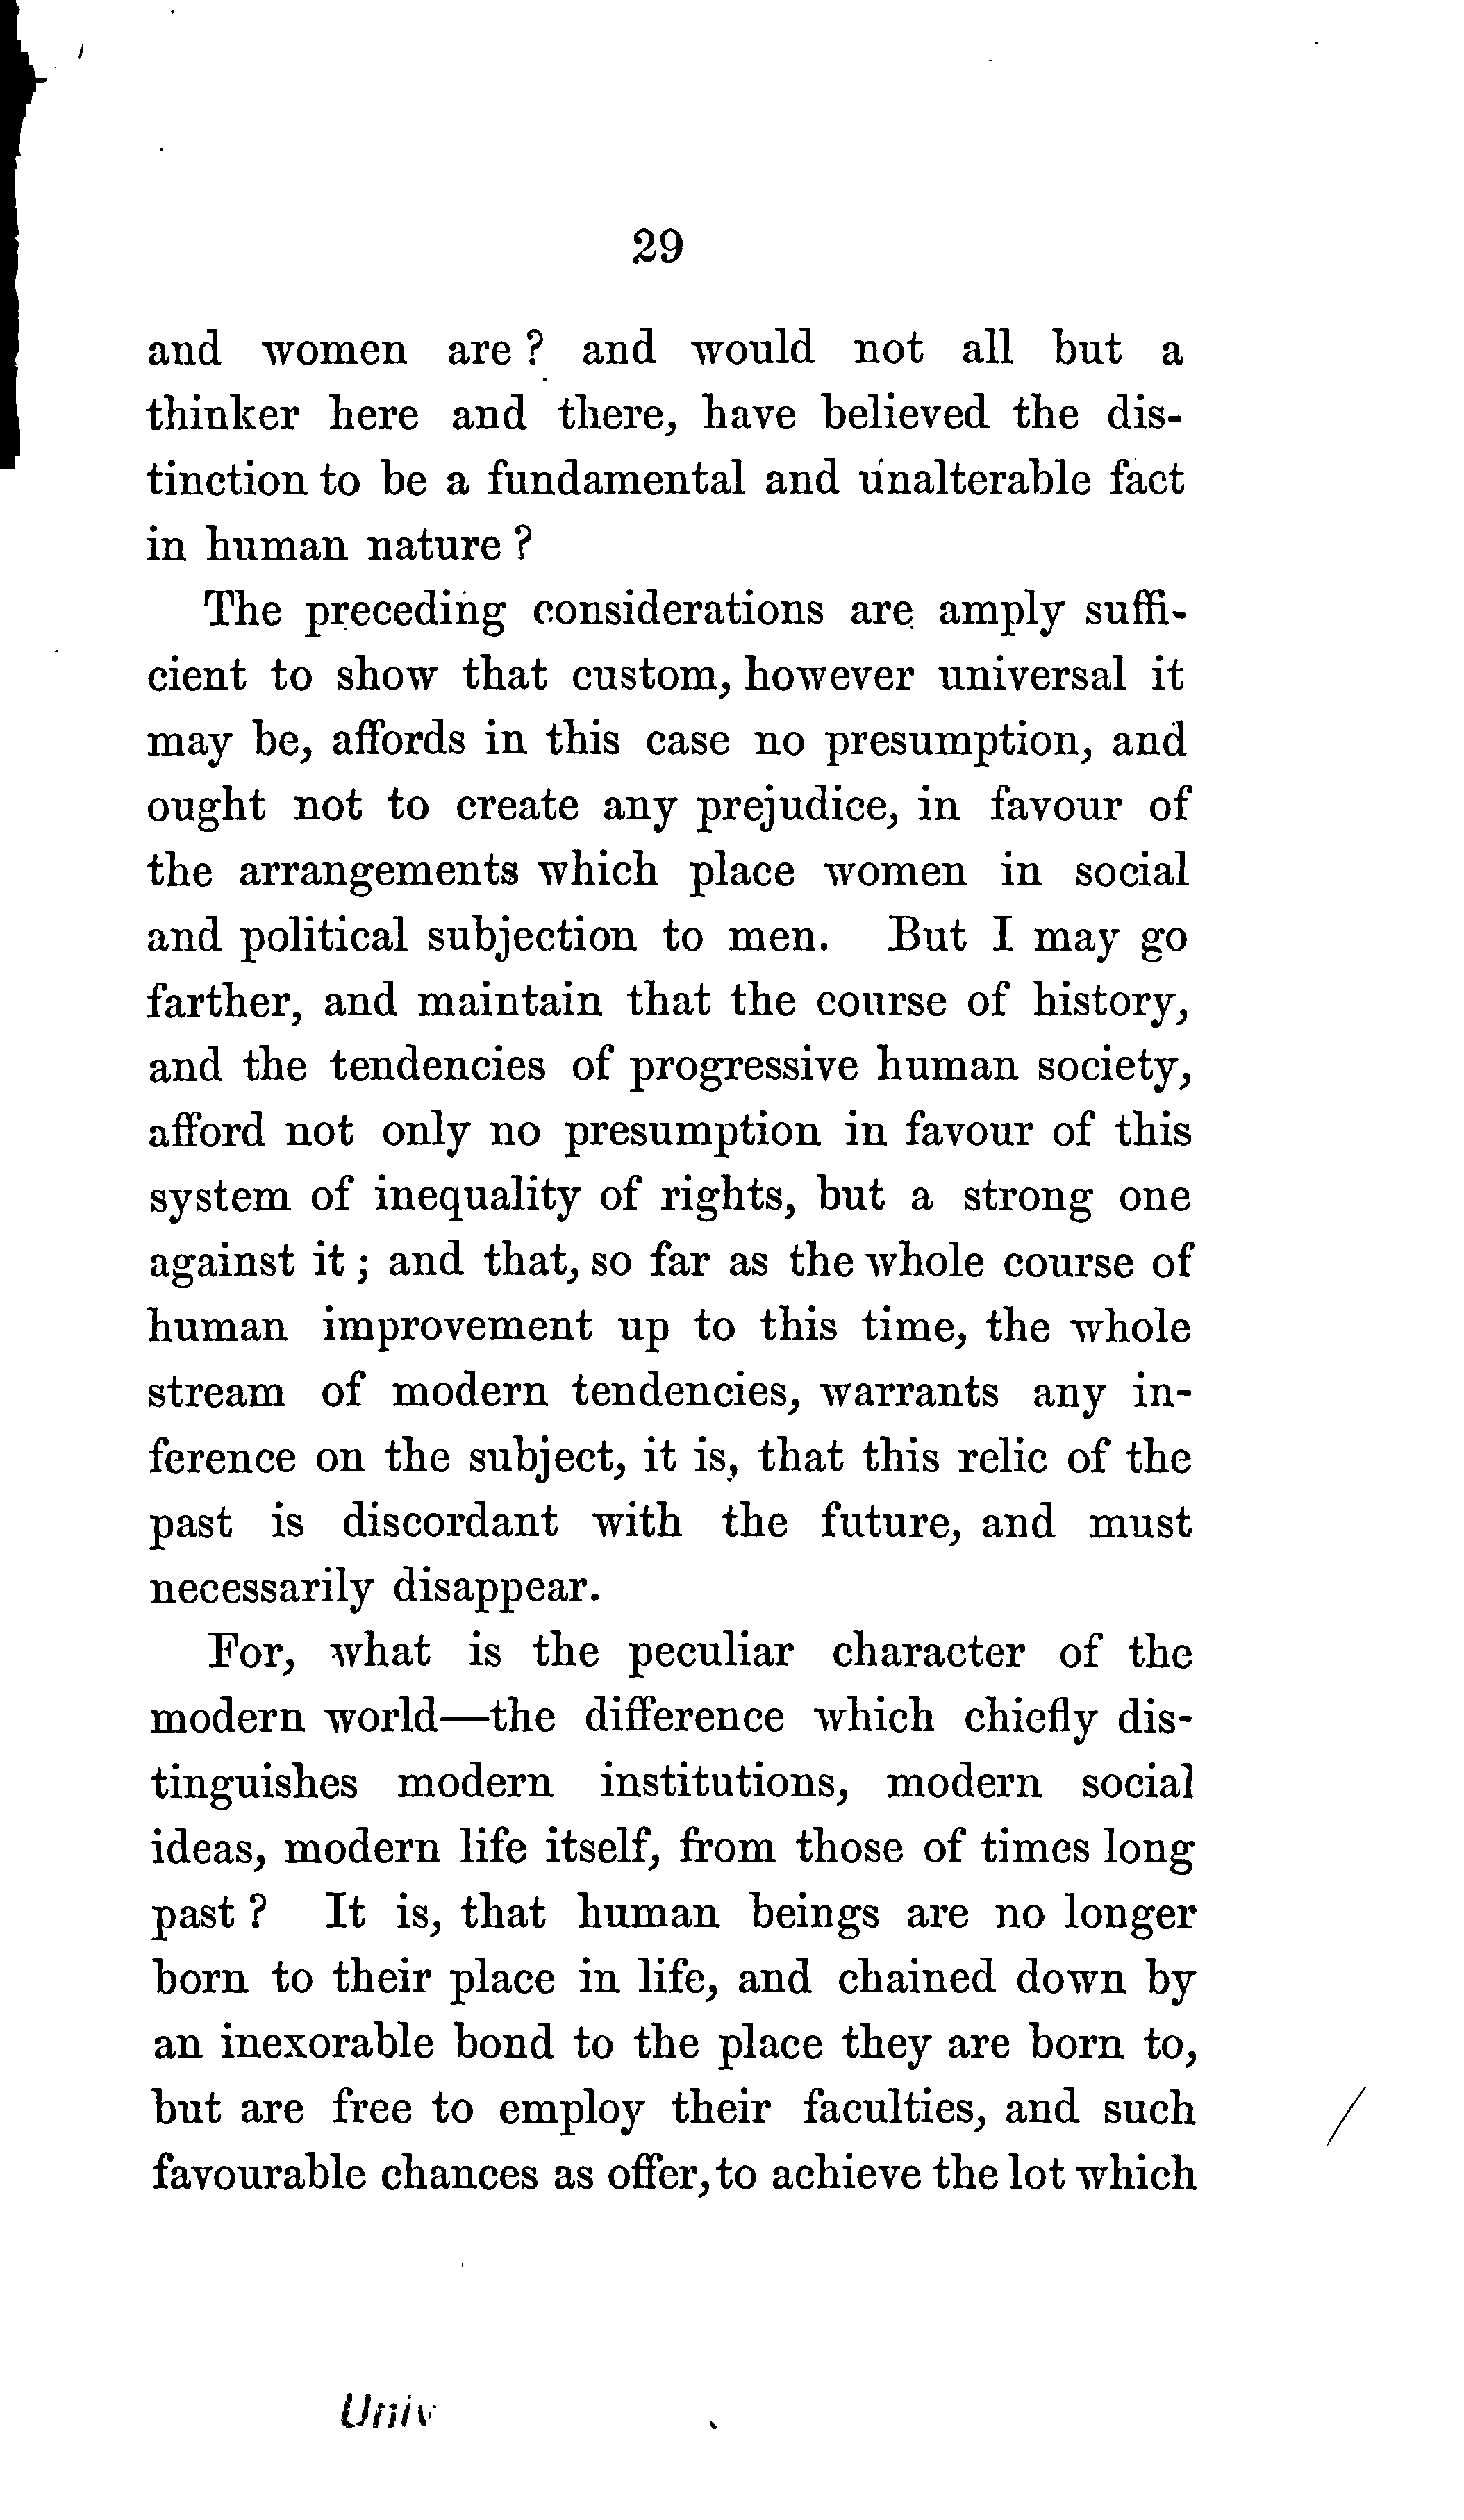 29
and women are ? and would not all but a
thinker here and there, have believed the dis-
tinction to be a fundamental and unalterable fact
in human nature ?
The preceding considerations are amply suffi-
cient to show that custom, however universal it
may be, affords in this case no presumption, and
ought not to create any prejudice, in favour of
the arrangements which place women in social
and political subjection to men. But I may go
farther, and maintain that the course of history,
and the tendencies of progressive human society,
afford not only no presumption in favour of this
system of inequality of rights, but a strong one
against it ; and that, so far as the whole course of
human improvement up to this time, the whole
stream of modern tendencies, warrants any in-
ference on the subject, it is, that this relic of the
past is discordant with the future, and must
necessarily disappear.
For, what is the peculiar character of the
modern world—the difference which chiefly dis-
tinguishes modern institutions, modern social
ideas, modern life itself, from those of times long
past ? It is, that human beings are no longer
born to their place in life, and chained down by
an inexorable bond to the place they are born to,
but are free to employ their faculties, and such
favourable chances as offer, to achieve the lot which
Univ